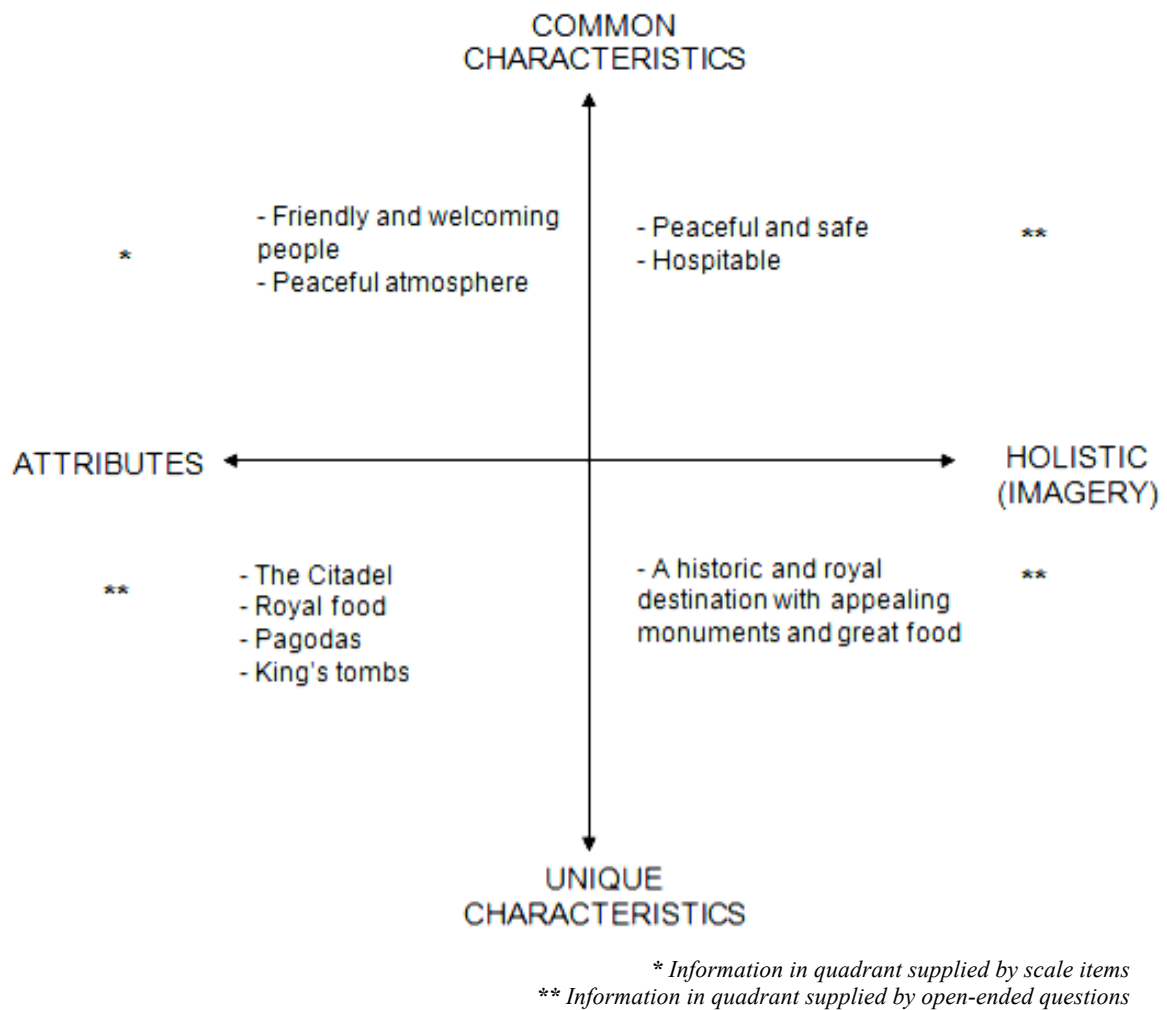 COMMON
CHARACTERISTICS
- Friendly and welcoming
people
- Peaceful atmosphere
*
- Peaceful and safe
- Hospitable
**
ATTRIBUTES
HOLISTIC
(IMAGERY)
- The Citadel
- Royal food
- Pagodas
- King's tombs
**
- A historic and royal
destination with appealing
monuments and great food
**
UNIQUE
CHARACTERISTICS
* Information in quadrant supplied by scale items
** Information in quadrant supplied by open-ended questions